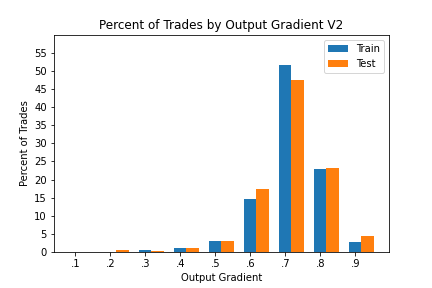 Percent of Trades by Output Gradient V2
Train
Test
Percent of Trades
55
50
45
40
35
30
25
20
15
10
5
0
.1 .2 .3 .4 .5 .6 .7 .8 .9
Output Gradient